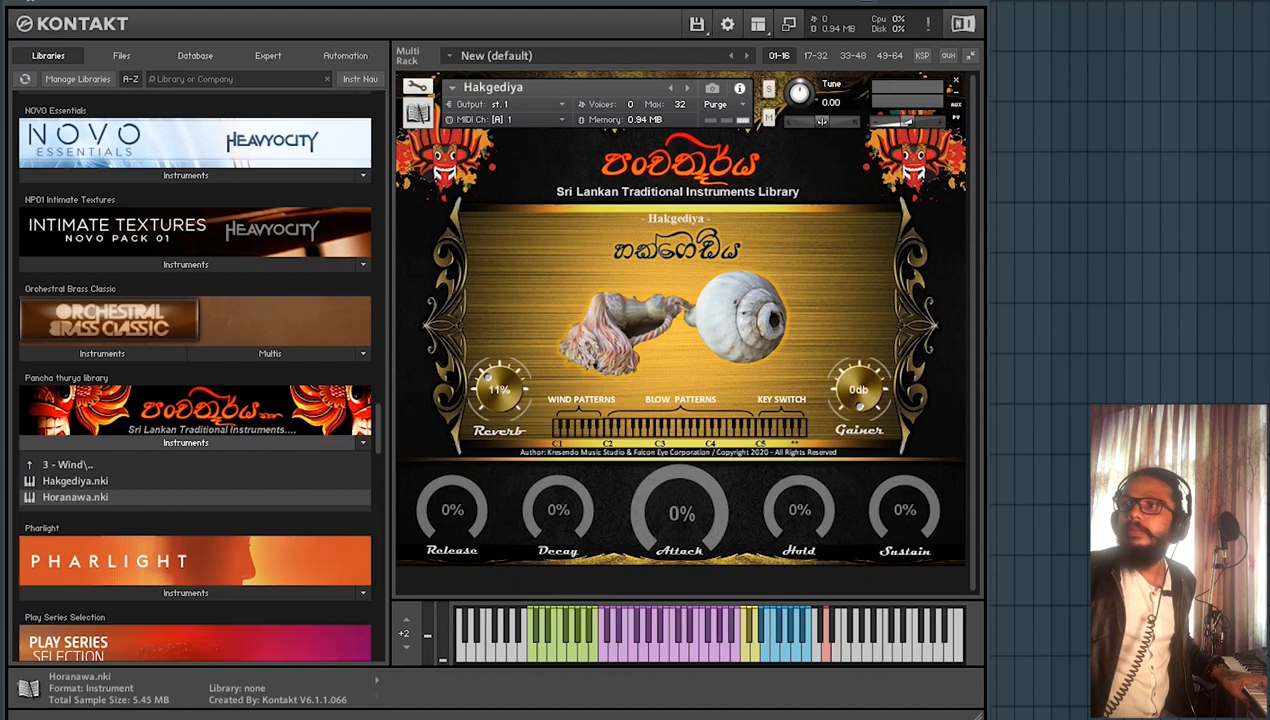 KONTAKT
0
0.94 MB
Cpu 0%
Disk 0%
!
Libraries
Files
Database
Expert
Automation
Multi
Rack
New (default)
01-16
17-32
33-48
49-64
KSP
AUX
Manage Libraries
A-Z
Library or Company
Instr Nav
NOVO Essentials
NOVO
ESSENTIALS
HEAVYOCITY
Instruments
NP01 Intimate Textures
INTIMATE TEXTURES
NOVO PACK 01
HEAVYOCITY
Instruments
Orchestral Brass Classic
ORCHESTRAL
BRASS CLASSIC
Instruments
Multis
Pancha thurya library
පංචතූර්ය
Sri Lankan Traditional Instruments....
Instruments
3 - Wind\..
Hakgediya.nki
Horanawa.nki
Pharlight
PHARLIGHT
Instruments
Play Series Selection
PLAY SERIES
SELECTION
Horanawa.nki
Format: Instrument
Total Sample Size: 5.45 MB
Library: none
Created By: Kontakt V6.1.1.066
Hakgediya
Output: st. 1
Voices: 0
Max: 32
Purge
MIDI Ch: [A] 1
Memory: 0.94 MB
S
M
Tune
0.00
AUX
PV
පංචතූර්ය
Sri Lankan Traditional Instruments Library
- Hakgediya -
හක්ගෙඩිය
11%
Reverb
WIND PATTERNS
BLOW PATTERNS
KEY SWITCH
C1
C2
C3
C4
C5
0db
Gainer
Author: Kresendo Music Studio & Falcon Eye Corporation / Copyright 2020 - All Rights Resersed
0%
0%
0%
0%
0%
Release
Decay
Attack
Hold
Sustain
+2